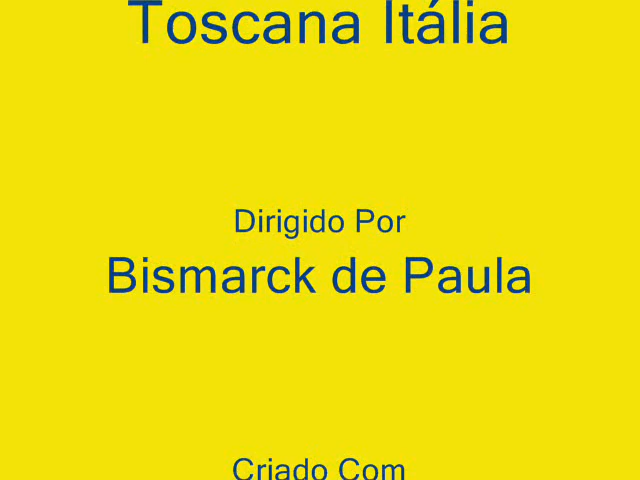 Toscana Itália
Dirigido Por
Bismarck de Paula
Criado Com